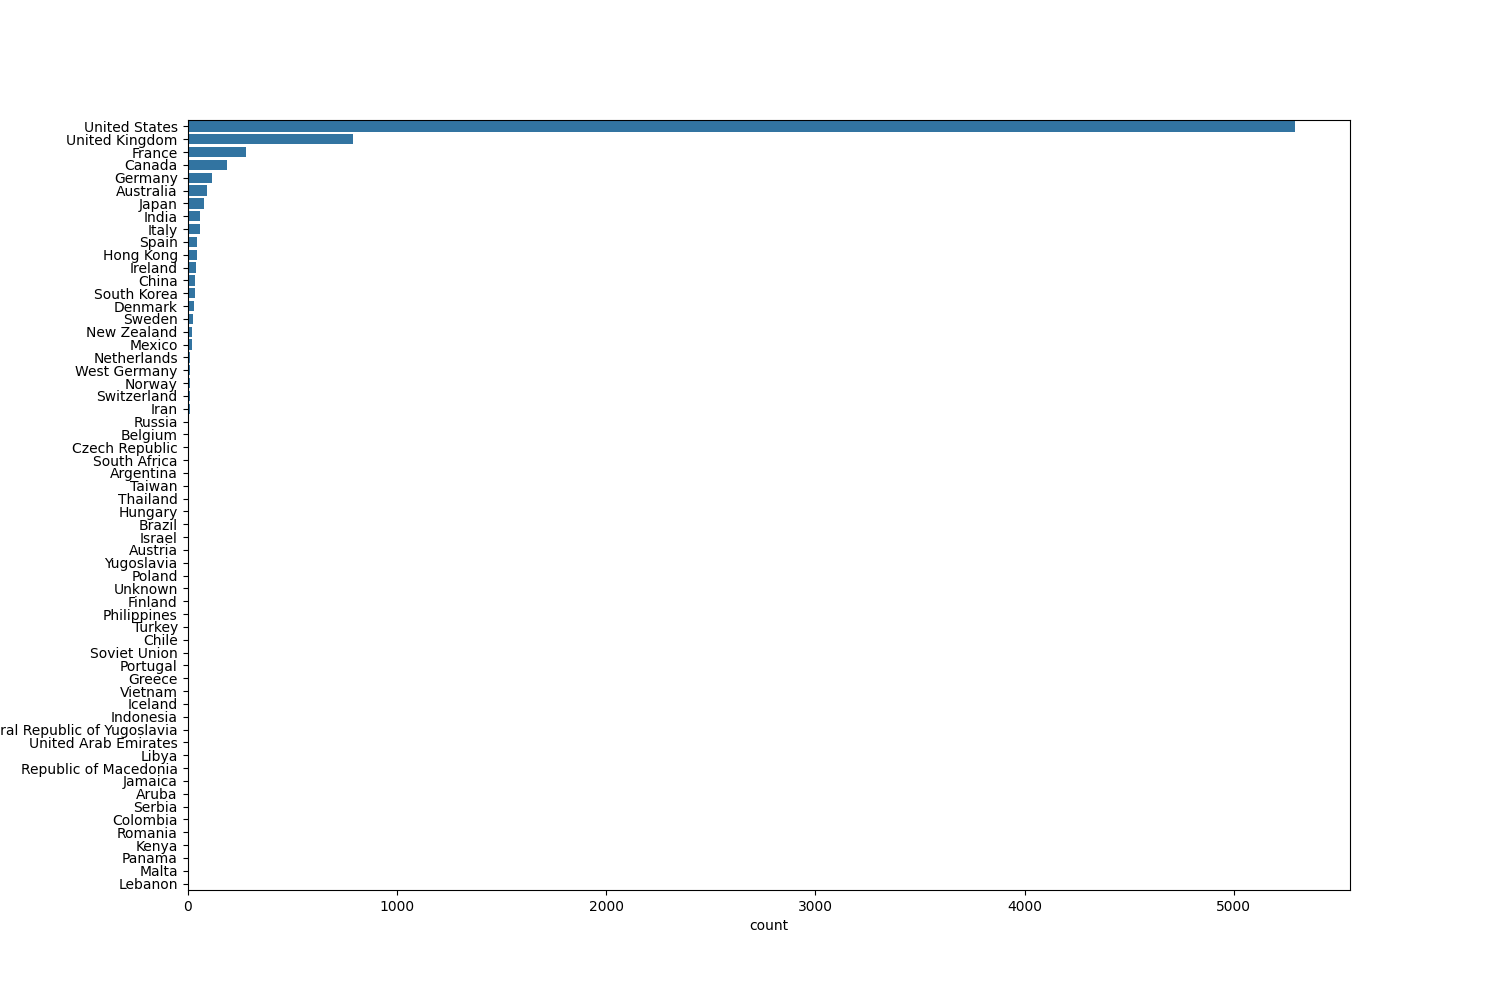 United States
United Kingdom
France
Canada
Germany
Australia
Japan
India
Italy
Spain
Hong Kong
Ireland
China
South Korea
Denmark
Sweden
New Zealand
Mexico
Netherlands
West Germany
Norway
Switzerland
Iran
Russia
Belgium
Czech Republic
South Africa
Argentina
Taiwan
Thailand
Hungary
Brazil
Israel
Austria
Yugoslavia
Poland
Unknown
Finland
Philippines
Turkey
Chile
Soviet Union
Portugal
Greece
Vietnam
Iceland
Indonesia
ral Republic of Yugoslavia
United Arab Emirates
Libya
Republic of Macedonia
Jamaica
Aruba
Serbia
Colombia
Romania
Kenya
Panama
Malta
Lebanon
0 1000 2000 3000 4000 5000
count